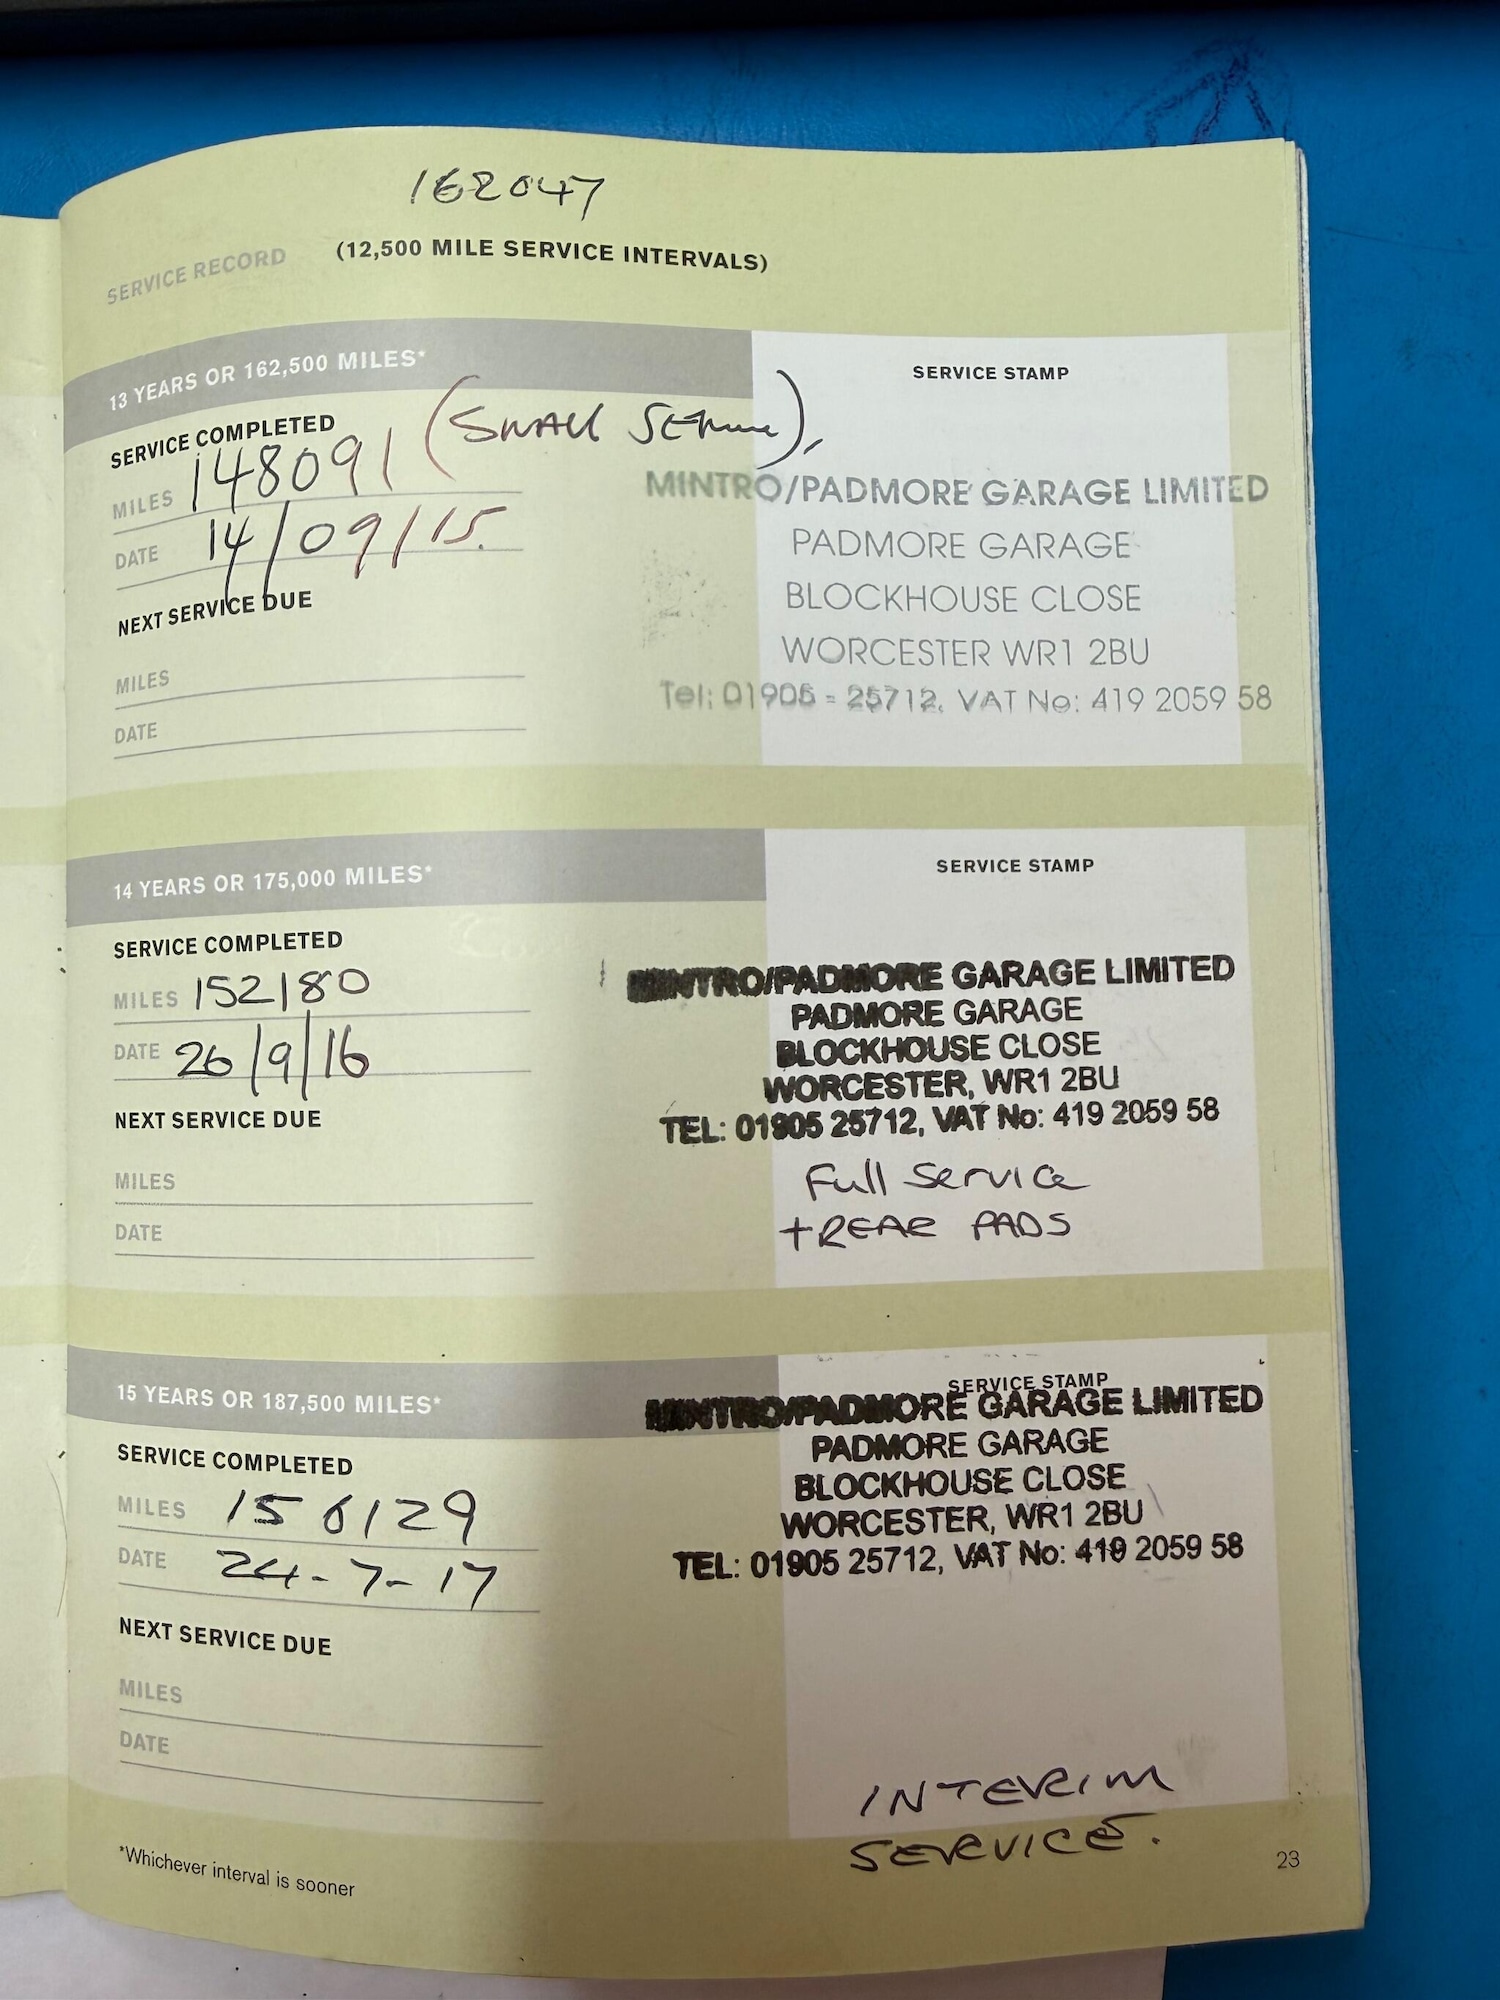 162047
SERVICE RECORD (12,500 MILE SERVICE INTERVALS)
13 YEARS OR 162,500 MILES*
SERVICE STAMP
SERVICE COMPLETED
(SMALL SERVICE),
MILES 148091
DATE 14/09/15.
NEXT SERVICE DUE
MILES
DATE
MINTRO/PADMORE GARAGE LIMITED
PADMORE GARAGE
BLOCKHOUSE CLOSE
WORCESTER WR1 2BU
Tel: 01905 - 25712, VAT No: 419 2059 58
14 YEARS OR 175,000 MILES*
SERVICE STAMP
SERVICE COMPLETED
MILES 152180
DATE 26/9/16
NEXT SERVICE DUE
MILES
DATE
MINTRO/PADMORE GARAGE LIMITED
PADMORE GARAGE
BLOCKHOUSE CLOSE
WORCESTER, WR1 2BU
TEL: 01905 25712, VAT No: 419 2059 58
Full Service
+ REAR PADS
15 YEARS OR 187,500 MILES*
SERVICE STAMP
SERVICE COMPLETED
MILES 156129
DATE 24-7-17
NEXT SERVICE DUE
MILES
DATE
MINTRO/PADMORE GARAGE LIMITED
PADMORE GARAGE
BLOCKHOUSE CLOSE
WORCESTER, WR1 2BU
TEL: 01905 25712, VAT No: 419 2059 58
INTERIM
SERVICE.
*Whichever interval is sooner
23